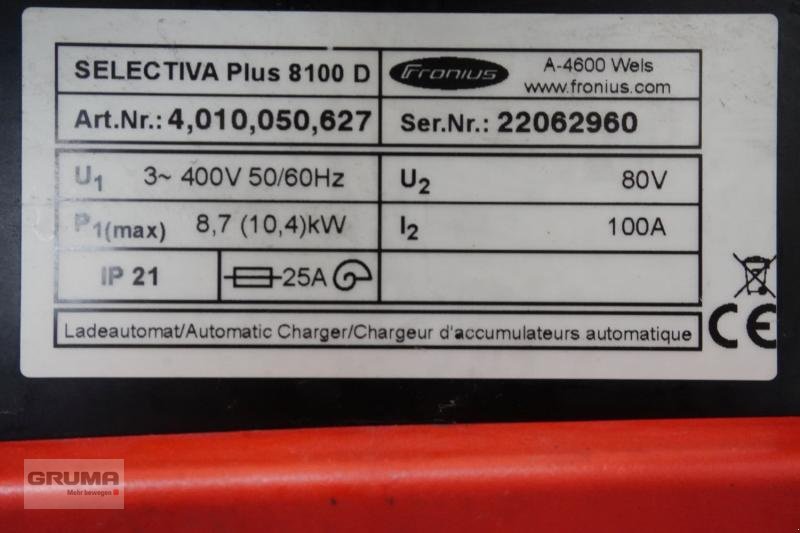 SELECTIVA Plus 8100 D
Fronius
A-4600 Wels
www.fronius.com
Art.Nr.: 4,010,050,627
Ser.Nr.: 22062960
U1 3~ 400V 50/60Hz
U2 80V
P1(max) 8,7 (10,4)kW
I2 100A
IP 21
25A
Ladeautomat/Automatic Charger/Chargeur d'accumulateurs automatique
CE
GRUMA
Mehr bewegen